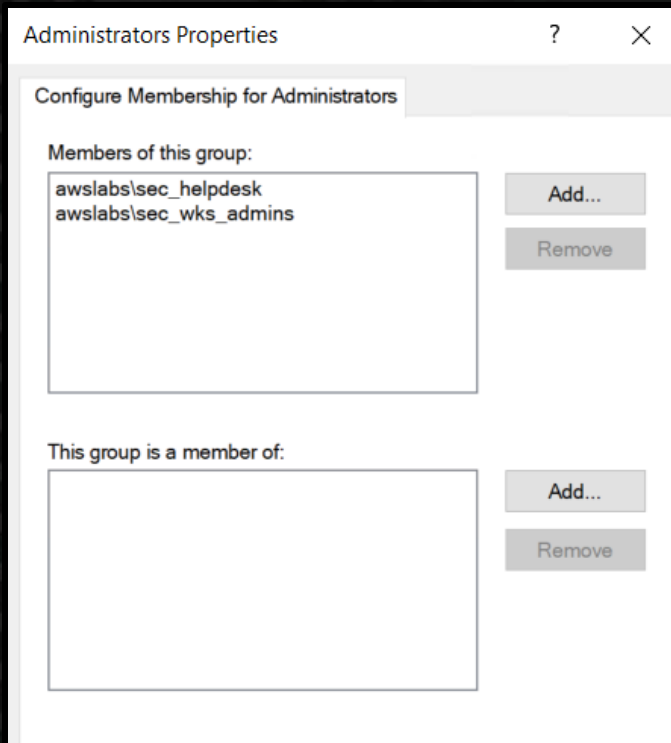 Administrators Properties
?
Configure Membership for Administrators
Members of this group:
awslabs\sec_helpdesk
awslabs\sec_wks_admins
Add...
Remove
This group is a member of:
Add...
Remove